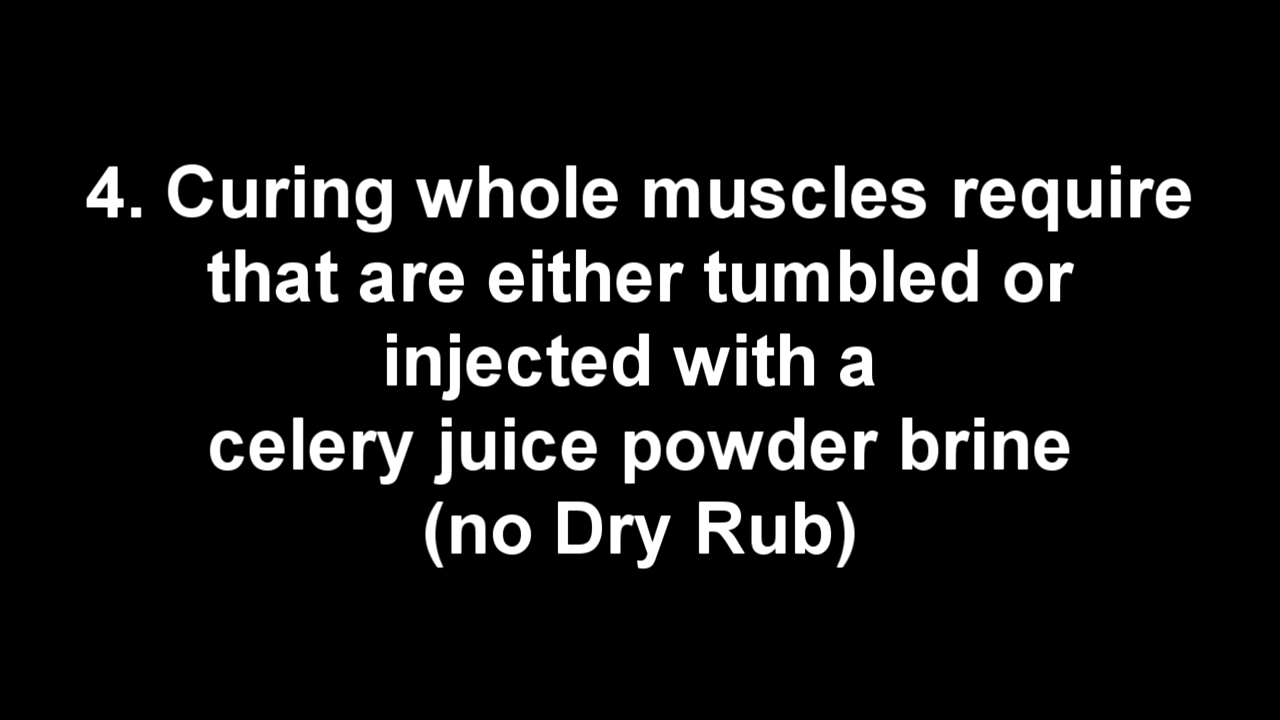 4. Curing whole muscles require
that are either tumbled or
injected with a
celery juice powder brine
(no Dry Rub)